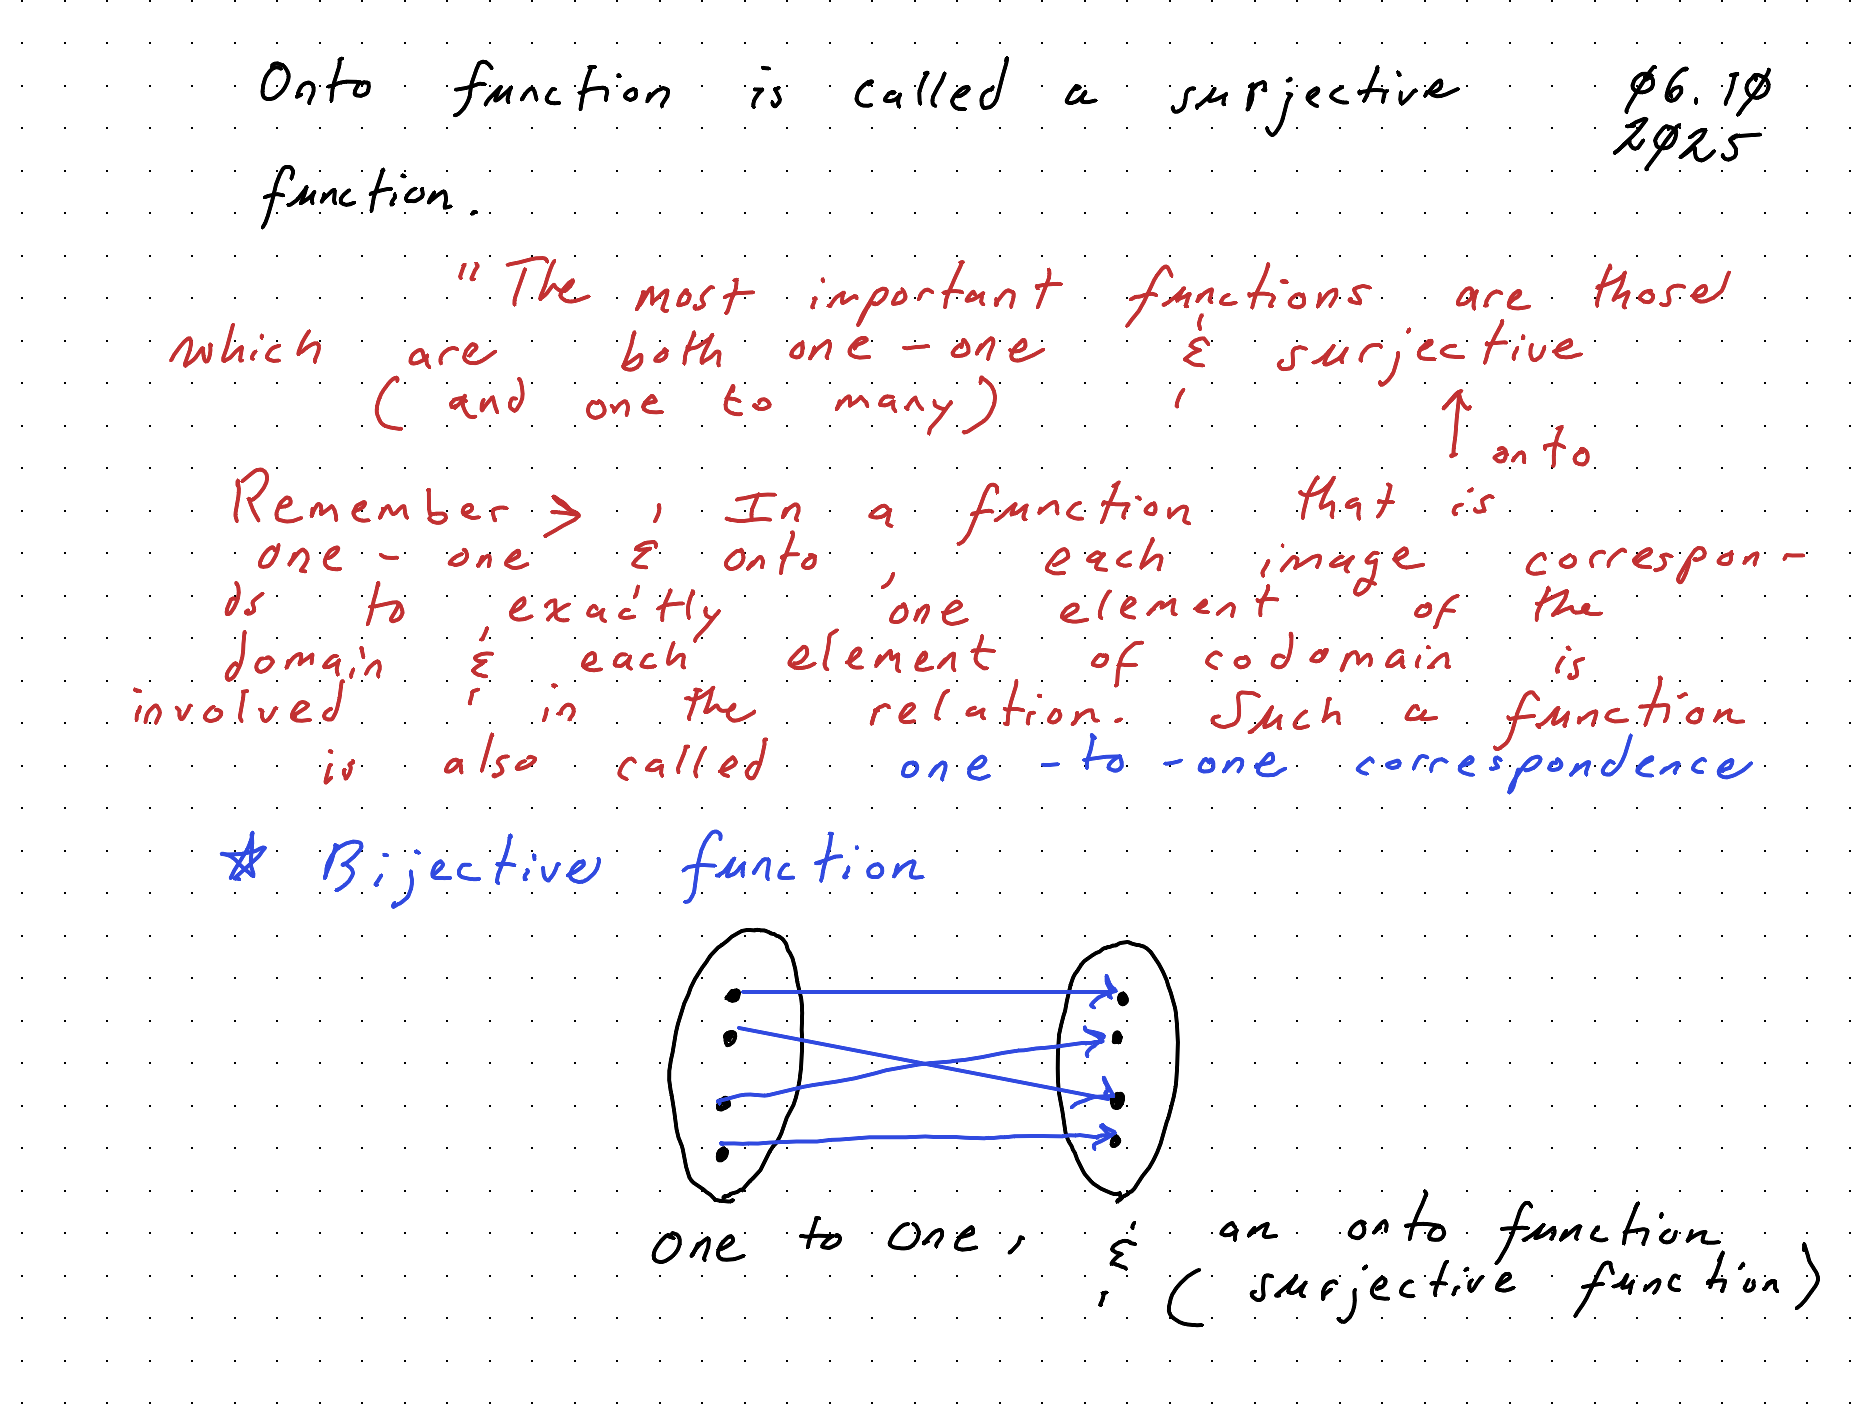 Onto function is called a surjective
06.10
2025
function.
"The most important functions are those
which are both one-one & surjective
(and one to many)
onto
Remember > , In a function that is
one - one & onto, each image correspon-
ds to exactly one element of the
domain & each element of codomain is
involved in the relation. Such a function
is also called one-to-one correspondence
☆ Bijective function
one to one, & an onto function
(surjective function)